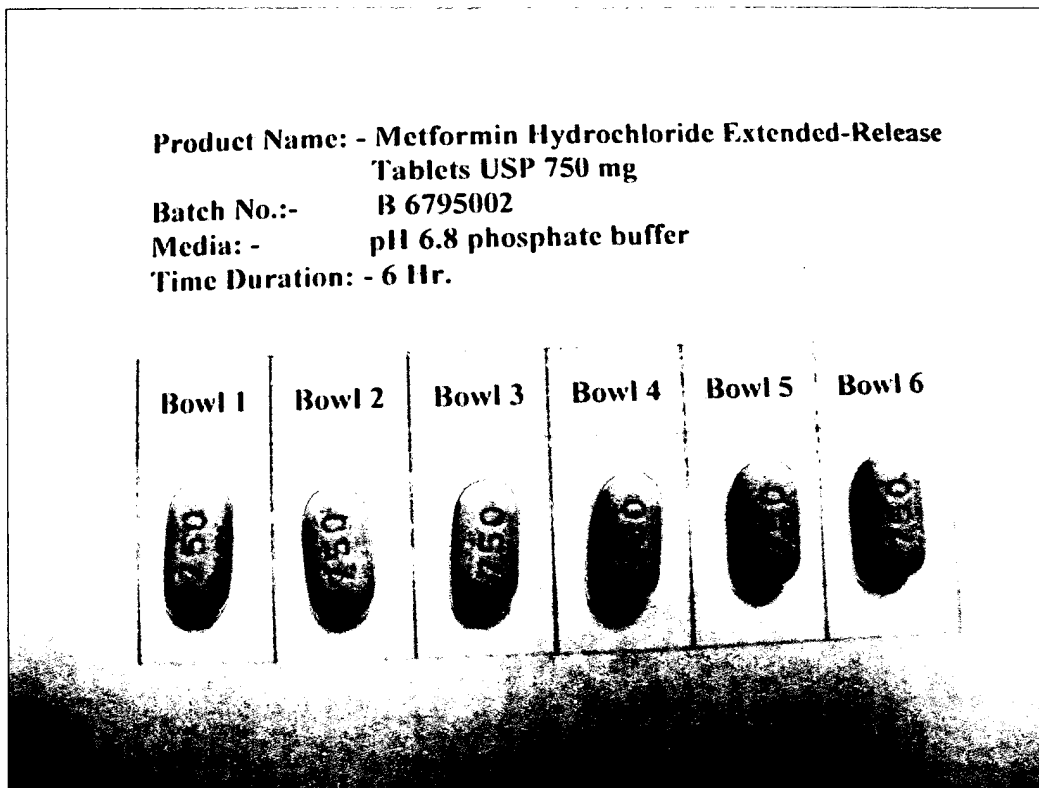 Product Name: - Metformin Hydrochloride Extended-Release
Tablets USP 750 mg
Batch No.:- B 6795002
Media: - pH 6.8 phosphate buffer
Time Duration: - 6 Hr.
Bowl 1 Bowl 2 Bowl 3 Bowl 4 Bowl 5 Bowl 6
750 750 750 750